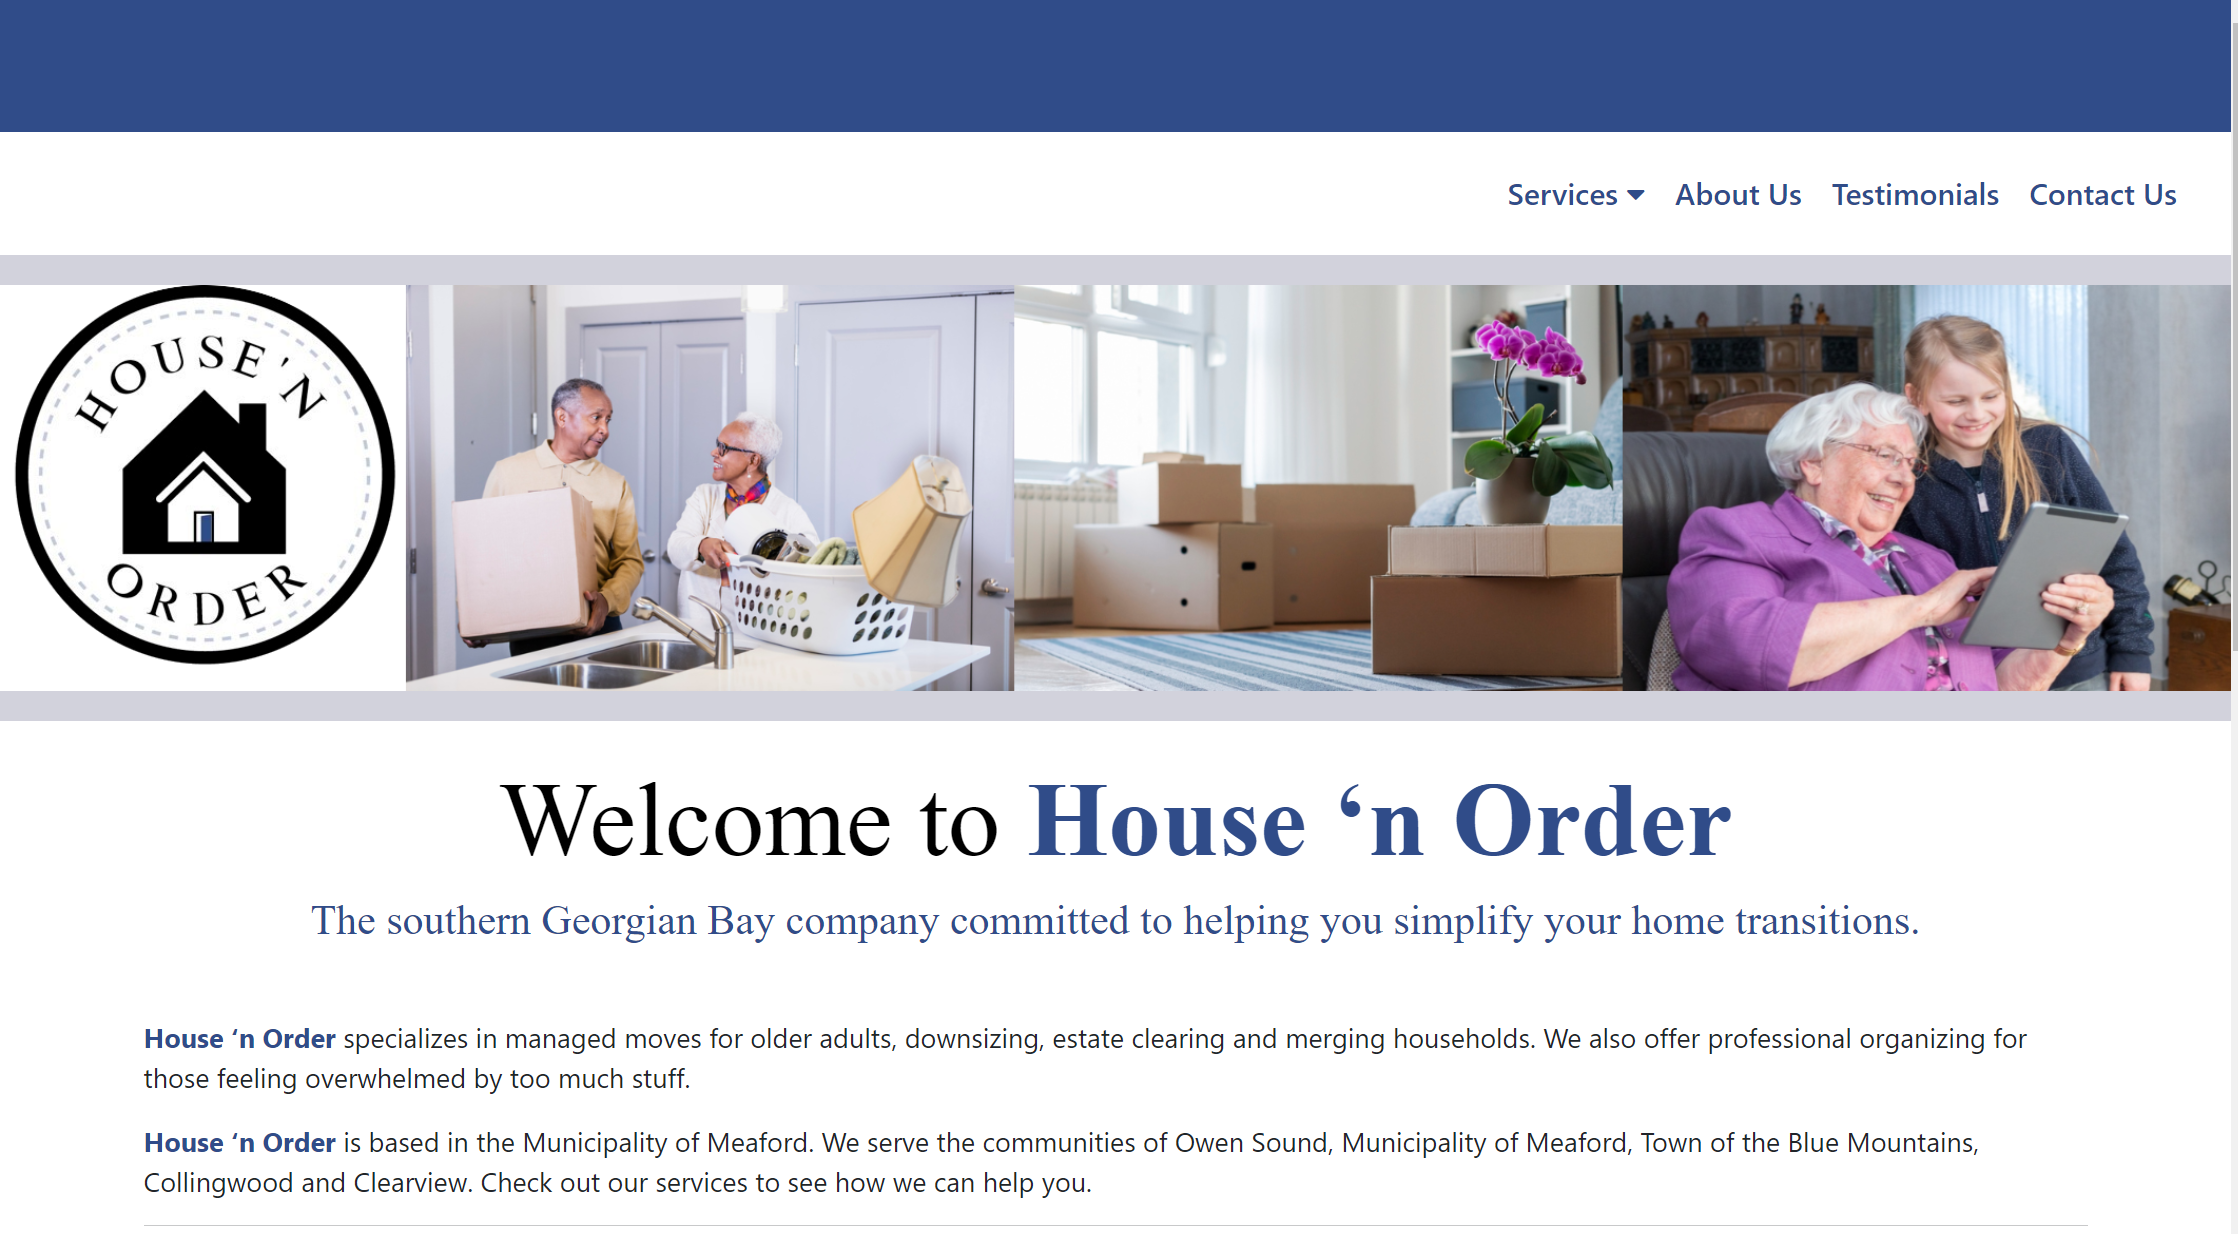 Services About Us Testimonials Contact Us
HOUSE'N
ORDER
Welcome to House ‘n Order
The southern Georgian Bay company committed to helping you simplify your home transitions.
House ‘n Order specializes in managed moves for older adults, downsizing, estate clearing and merging households. We also offer professional organizing for
those feeling overwhelmed by too much stuff.
House ‘n Order is based in the Municipality of Meaford. We serve the communities of Owen Sound, Municipality of Meaford, Town of the Blue Mountains,
Collingwood and Clearview. Check out our services to see how we can help you.